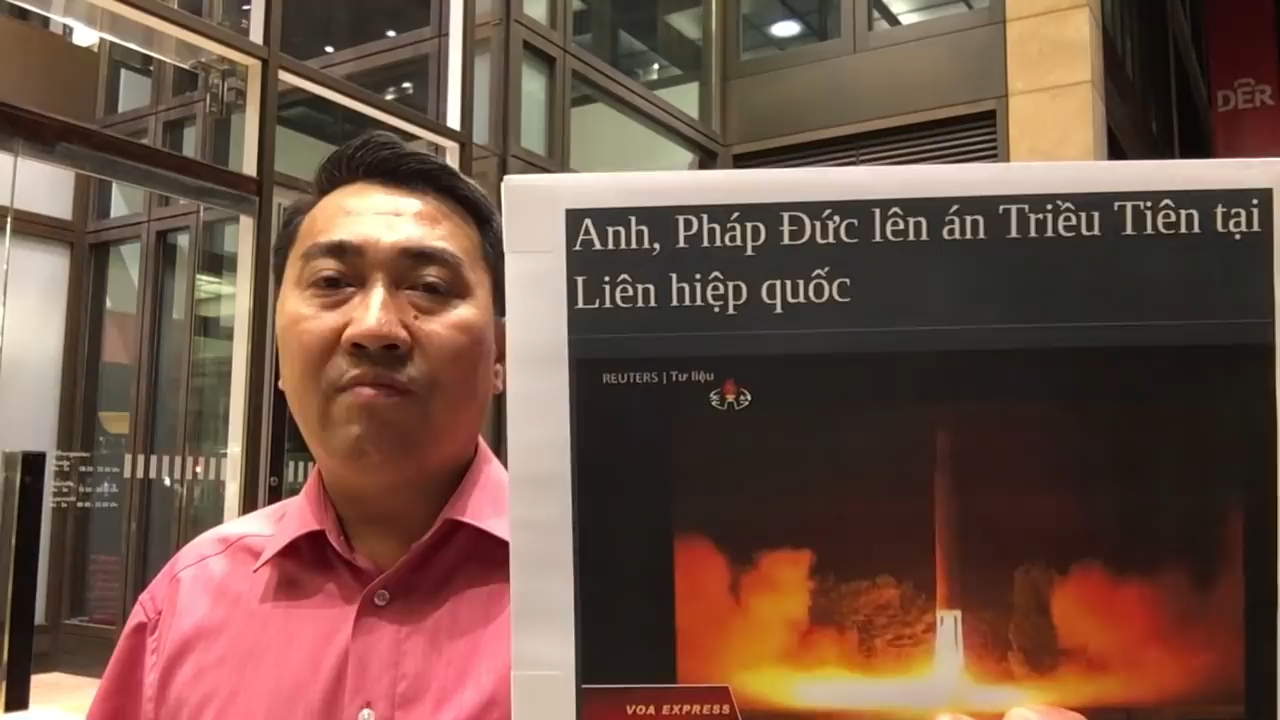 DER
Anh, Pháp Đức lên án Triều Tiên tại
Liên hiệp quốc
REUTERS | Tư liệu
VOA EXPRESS